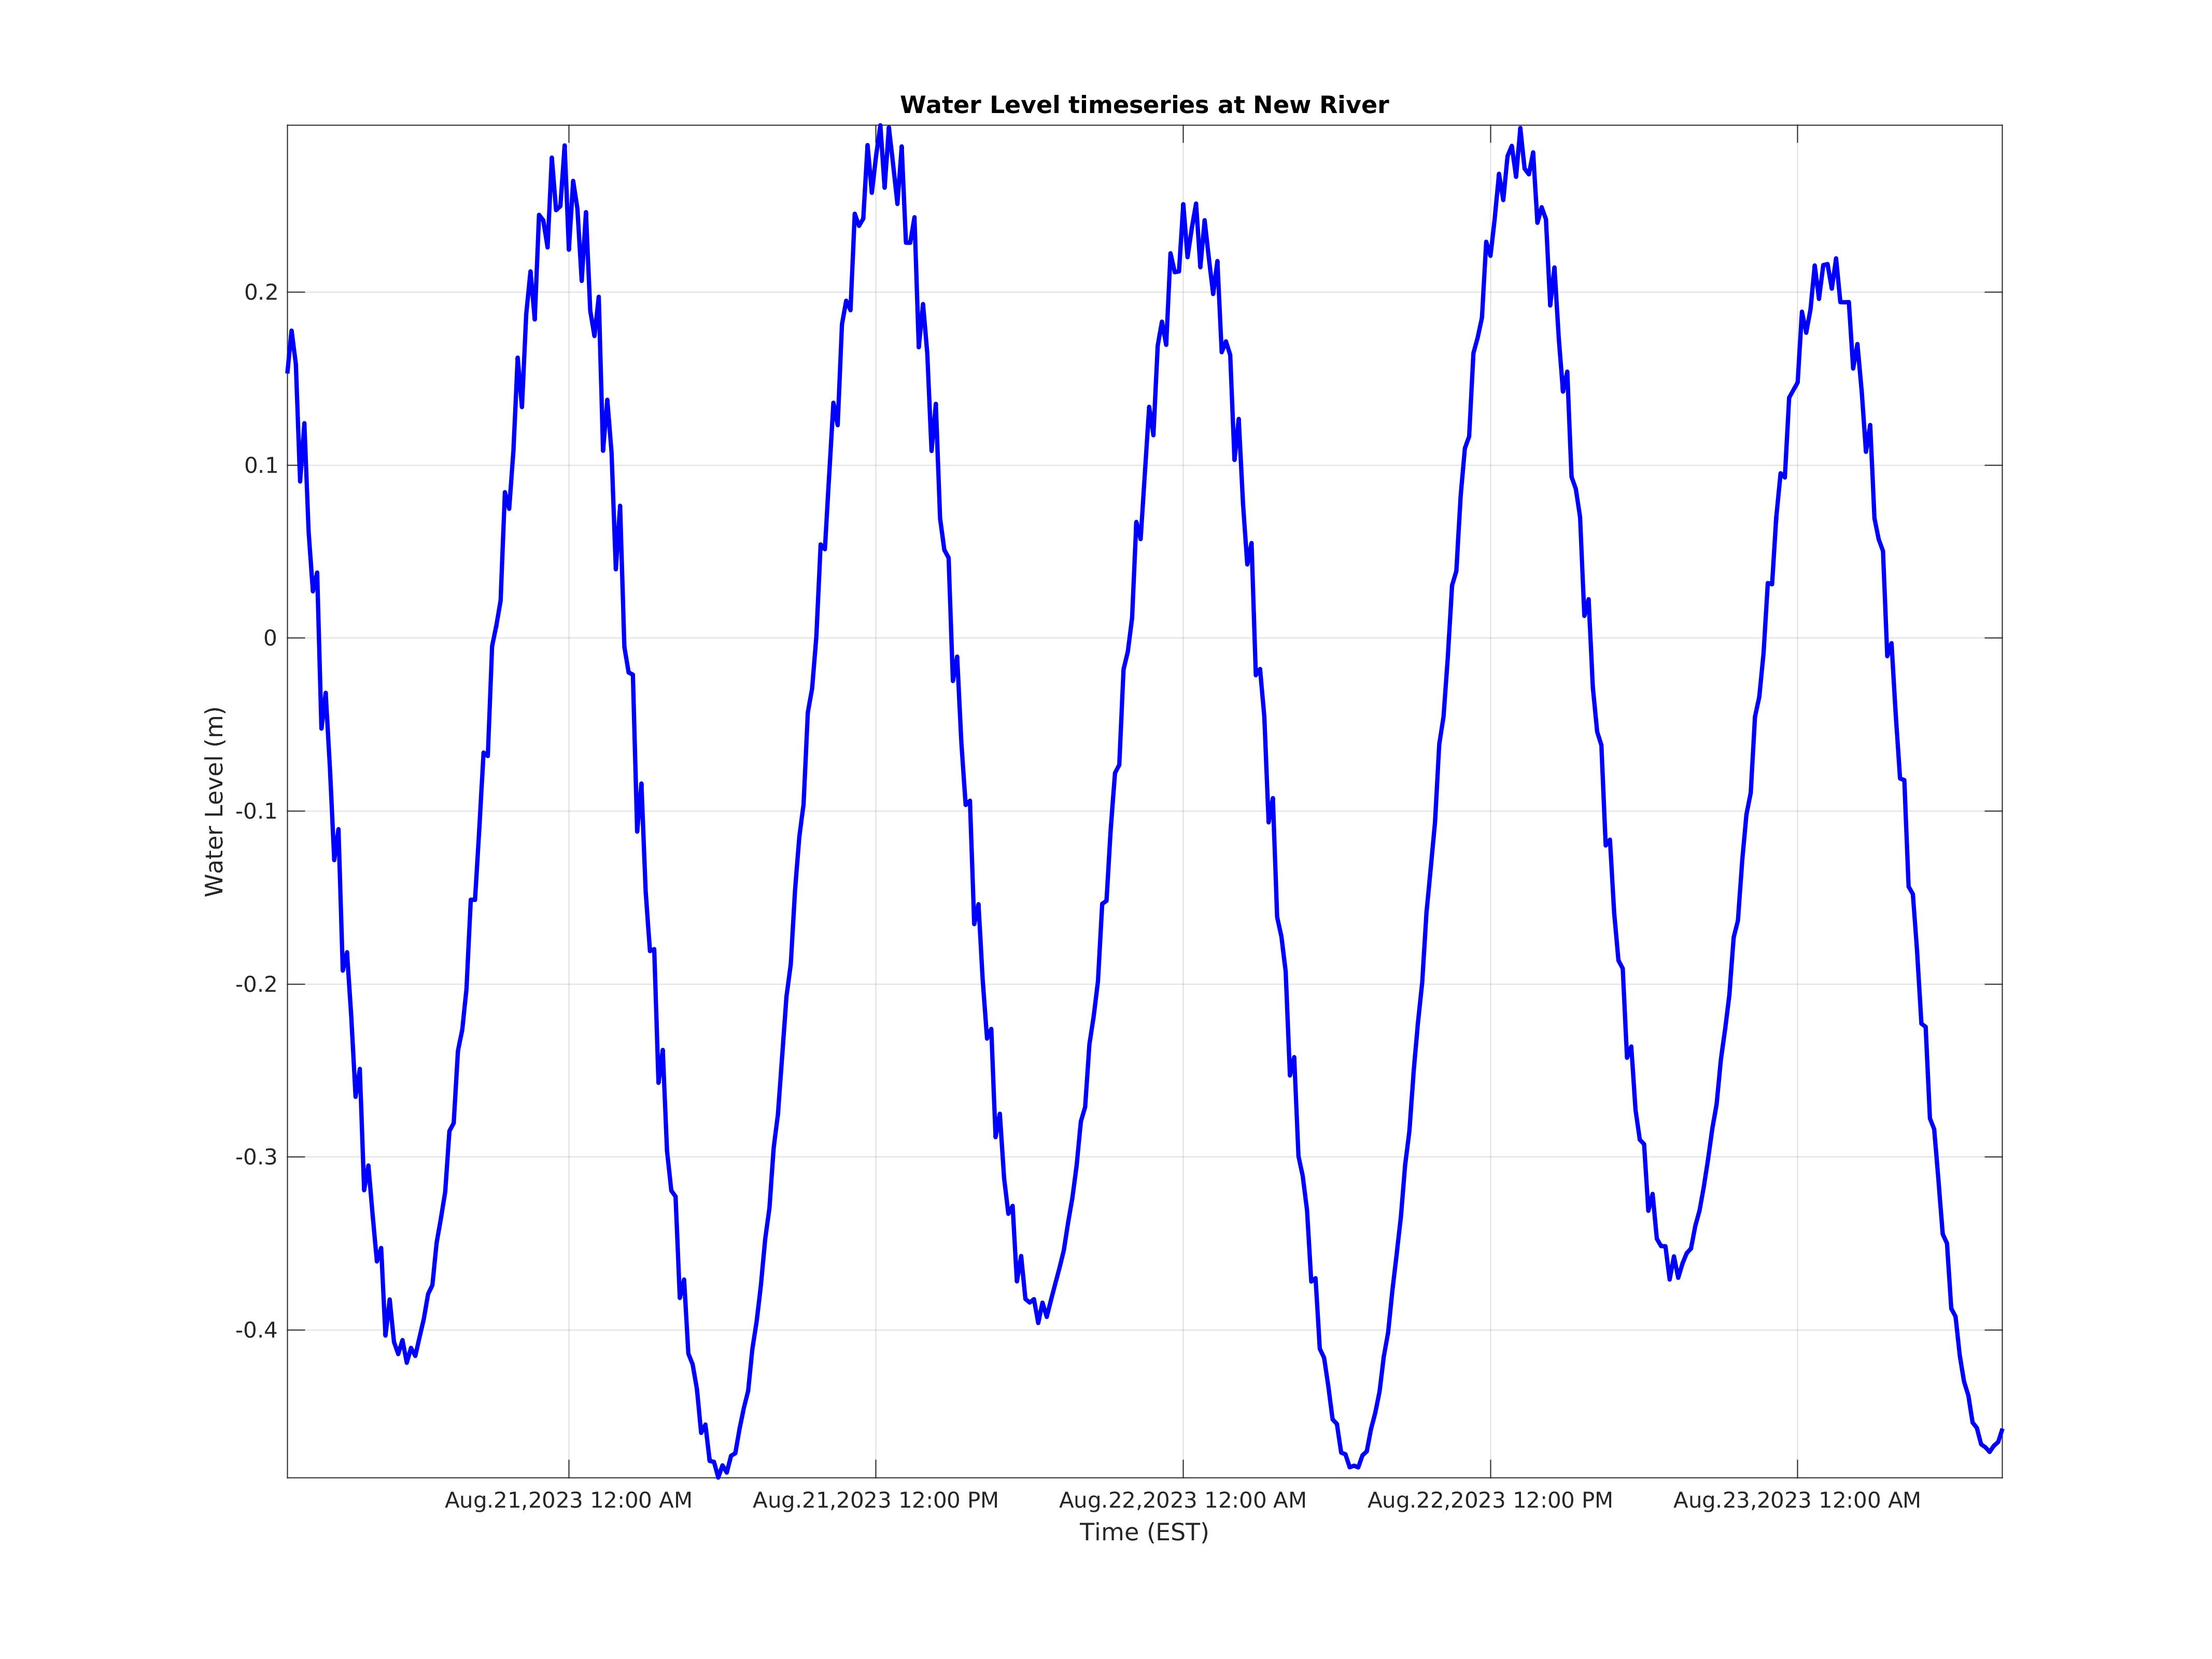 Water Level timeseries at New River
0.2
0.1
0
-0.1
-0.2
-0.3
-0.4
Water Level (m)
Aug.21,2023 12:00 AM
Aug.21,2023 12:00 PM
Aug.22,2023 12:00 AM
Aug.22,2023 12:00 PM
Aug.23,2023 12:00 AM
Time (EST)